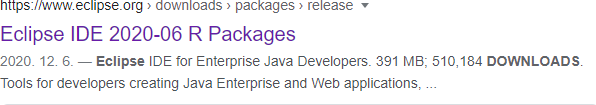 https://www.eclipse.org › downloads › packages › release
Eclipse IDE 2020-06 R Packages
2020. 12. 6. — Eclipse IDE for Enterprise Java Developers. 391 MB; 510,184 DOWNLOADS.
Tools for developers creating Java Enterprise and Web applications, ...